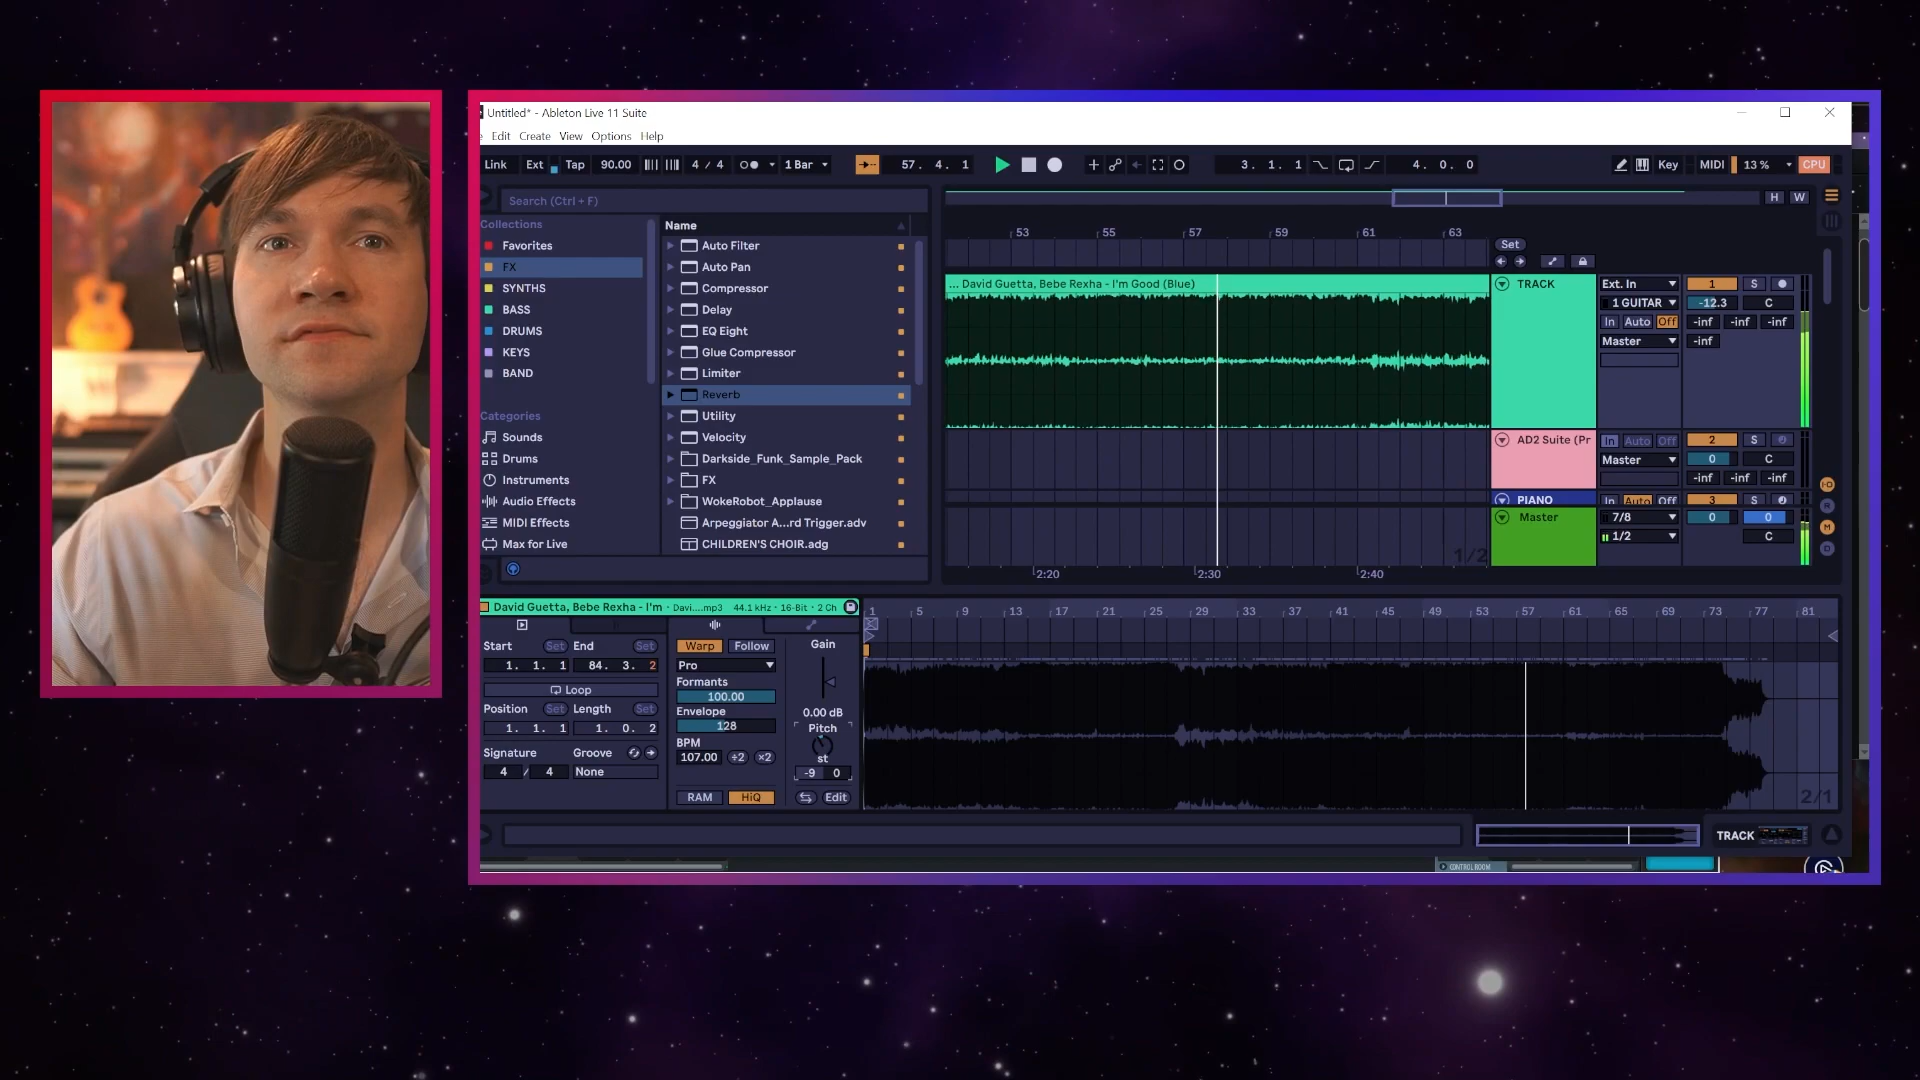 Untitled* - Ableton Live 11 Suite
Edit Create View Options Help
Link Ext Tap 90.00 4 / 4 1 Bar 57. 4. 1 3. 1. 1 4. 0. 0 Key MIDI 13 % CPU
Search (Ctrl + F)
H W
Collections
Favorites
FX
SYNTHS
BASS
DRUMS
KEYS
BAND
Categories
Sounds
Drums
Instruments
Audio Effects
MIDI Effects
Max for Live
Name
Auto Filter
Auto Pan
Compressor
Delay
EQ Eight
Glue Compressor
Limiter
Reverb
Utility
Velocity
Darkside_Funk_Sample_Pack
FX
WokeRobot_Applause
Arpeggiator A...rd Trigger.adv
CHILDREN'S CHOIR.adg
53 55 57 59 61 63
Set
... David Guetta, Bebe Rexha - I'm Good (Blue)
TRACK Ext. In 1 S
1 GUITAR -12.3 C
In Auto Off -inf -inf -inf
Master -inf
AD2 Suite (Pr In Auto Off 2 S
Master 0 C
-inf -inf -inf
PIANO In Auto Off 3 S
Master 7/8 0 0
1/2 C
1/2
2:20 2:30 2:40
I-O
R
M
D
David Guetta, Bebe Rexha - I'm · Davi....mp3 44.1 kHz · 16-Bit · 2 Ch
Start Set End Set
1. 1. 1 84. 3. 2
Loop
Position Set Length Set
1. 1. 1 1. 0. 2
Signature Groove
4 / 4 None
Warp Follow
Pro
Formants
100.00
Envelope
128
BPM
107.00 ÷2 ×2
RAM HiQ
Gain
0.00 dB
Pitch
st
-9 0
Edit
1 5 9 13 17 21 25 29 33 37 41 45 49 53 57 61 65 69 73 77 81
2/1
TRACK
CONTROL ROOM